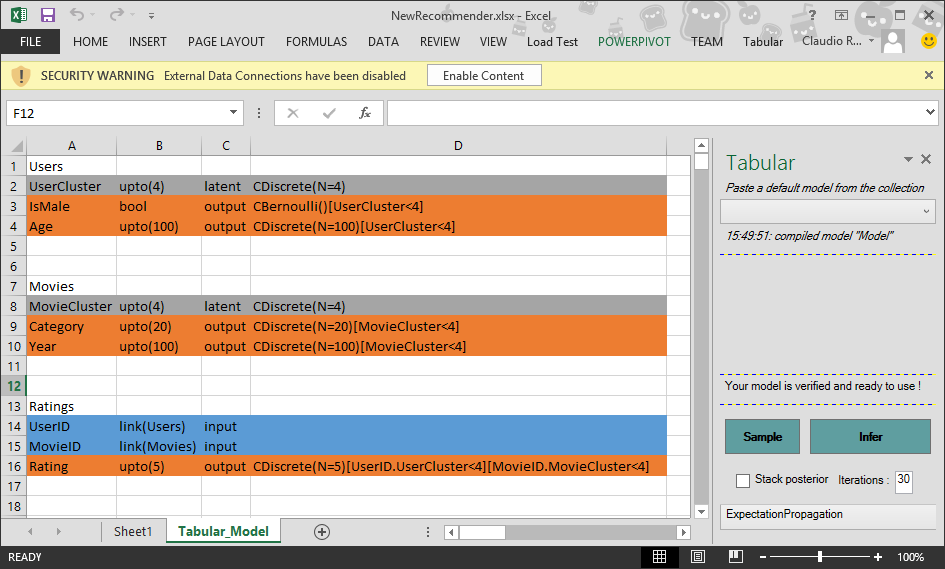 NewRecommender.xlsx - Excel
FILE HOME INSERT PAGE LAYOUT FORMULAS DATA REVIEW VIEW Load Test POWERPIVOT TEAM Tabular Claudio R...
SECURITY WARNING External Data Connections have been disabled Enable Content
F12 fx
A B C D
1 Users
2 UserCluster upto(4) latent CDiscrete(N=4)
3 IsMale bool output CBernoulli()[UserCluster<4]
4 Age upto(100) output CDiscrete(N=100)[UserCluster<4]
5
6
7 Movies
8 MovieCluster upto(4) latent CDiscrete(N=4)
9 Category upto(20) output CDiscrete(N=20)[MovieCluster<4]
10 Year upto(100) output CDiscrete(N=100)[MovieCluster<4]
11
12
13 Ratings
14 UserID link(Users) input
15 MovieID link(Movies) input
16 Rating upto(5) output CDiscrete(N=5)[UserID.UserCluster<4][MovieID.MovieCluster<4]
17
18
Tabular
Paste a default model from the collection
15:49:51: compiled model "Model"
Your model is verified and ready to use !
Sample Infer
Stack posterior Iterations : 30
ExpectationPropagation
Sheet1 Tabular_Model
READY 100%